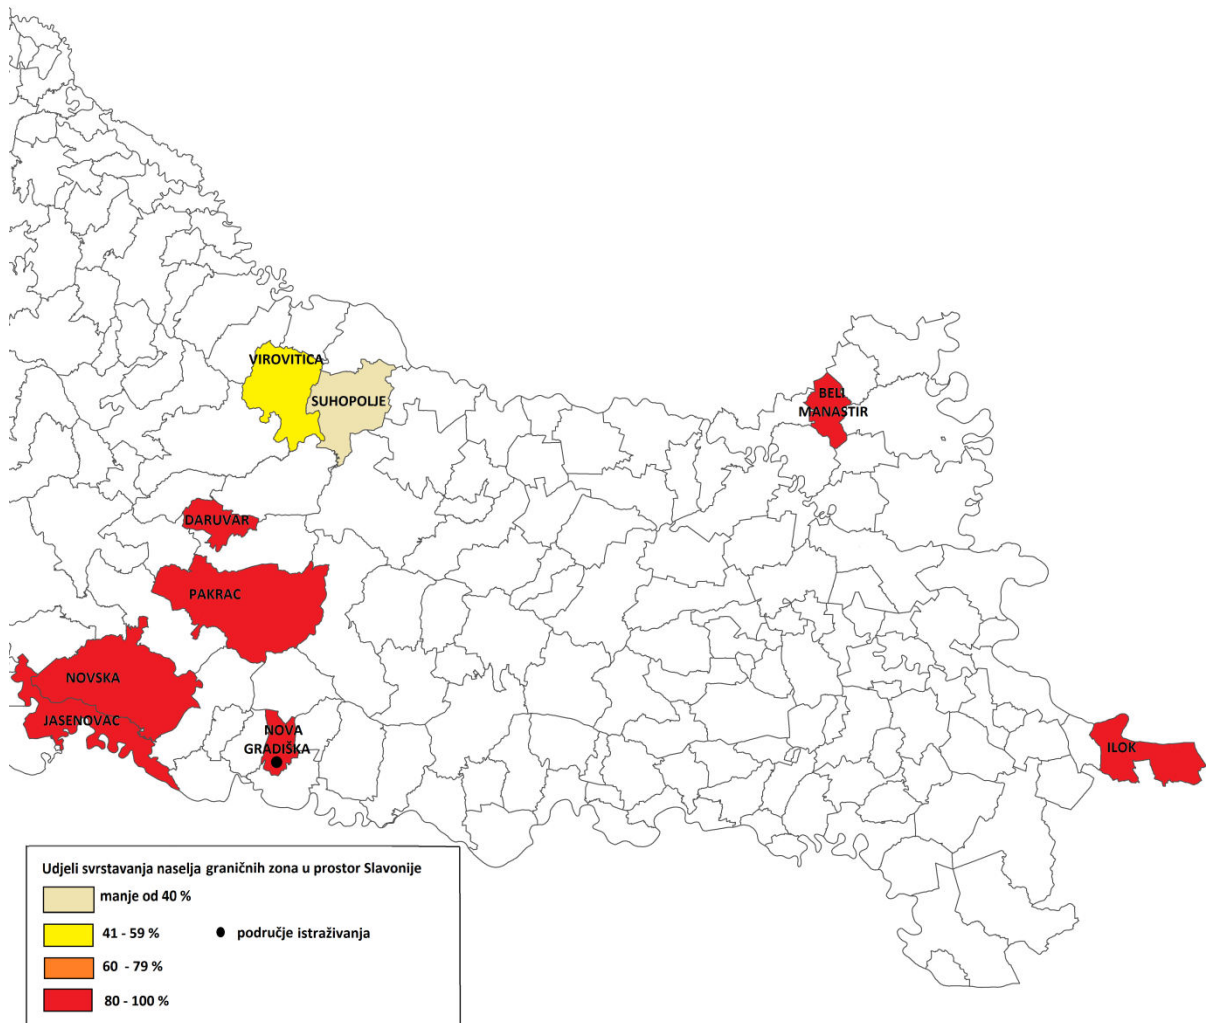 VIROVITICA
SUHOPOLJE
BELI
MANASTIR
DARUVAR
PAKRAC
NOVSKA
JASENOVAC
NOVA
GRADIŠKA
ILOK
Udjeli svrstavanja naselja graničnih zona u prostor Slavonije
manje od 40 %
41 - 59 %
područje istraživanja
60 - 79 %
80 - 100 %